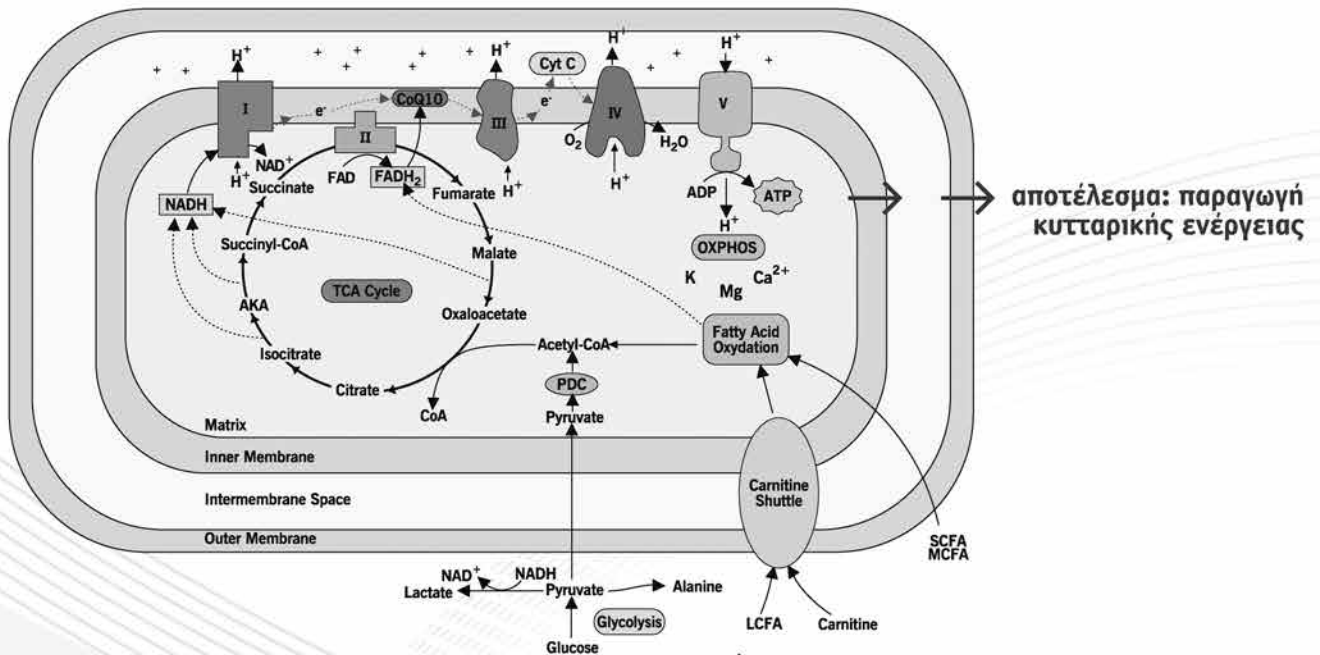 H⁺
H⁺
H⁺
H⁺
Cyt C
I
e⁻
CoQ10
III
e⁻
IV
V
II
O₂
H₂O
NAD⁺
H⁺
FAD
FADH₂
H⁺
H⁺
ADP
ATP
NADH
Succinate
Fumarate
H⁺
OXPHOS
Succinyl-CoA
Malate
K
Mg
Ca²⁺
TCA Cycle
AKA
Oxaloacetate
Isocitrate
Acetyl-CoA
Fatty Acid
Oxydation
Citrate
PDC
CoA
Pyruvate
Matrix
Inner Membrane
Intermembrane Space
Carnitine
Shuttle
Outer Membrane
SCFA
MCFA
NAD⁺
NADH
Lactate
Pyruvate
Alanine
Glycolysis
LCFA
Carnitine
Glucose
αποτέλεσμα: παραγωγή
κυτταρικής ενέργειας